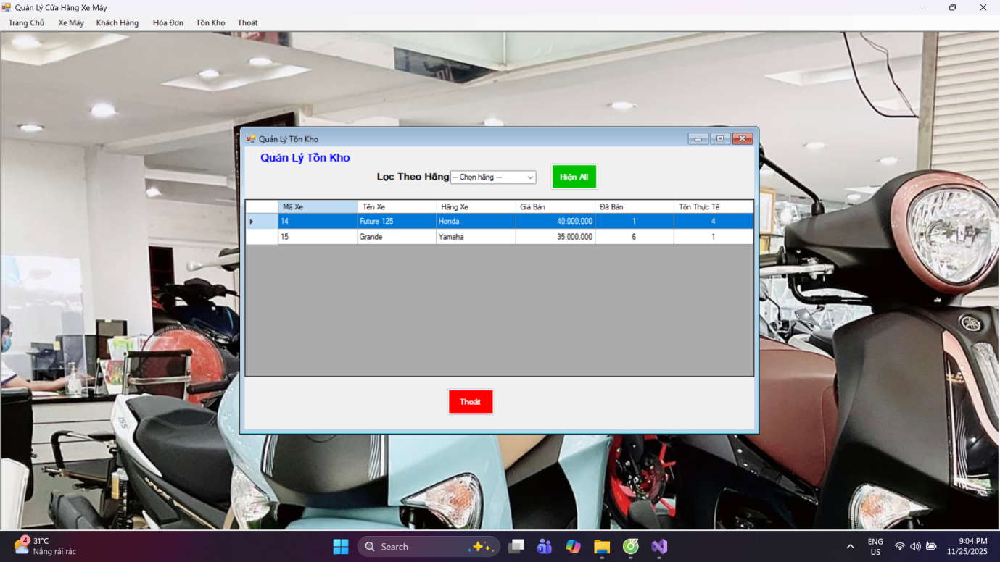 Quản Lý Cửa Hàng Xe Máy
Trang Chủ Xe Máy Khách Hàng Hóa Đơn Tồn Kho Thoát
Quản Lý Tồn Kho
Quản Lý Tồn Kho
Lọc Theo Hãng -- Chọn hãng -- Hiện All
Mã Xe Tên Xe Hãng Xe Giá Bán Đã Bán Tồn Thực Tế
14 Future 125 Honda 40,000,000 1 4
15 Grande Yamaha 35,000,000 6 1
Thoát
155
4 31°C
Nắng rải rác
Search
ENG
US
9:04 PM
11/25/2025